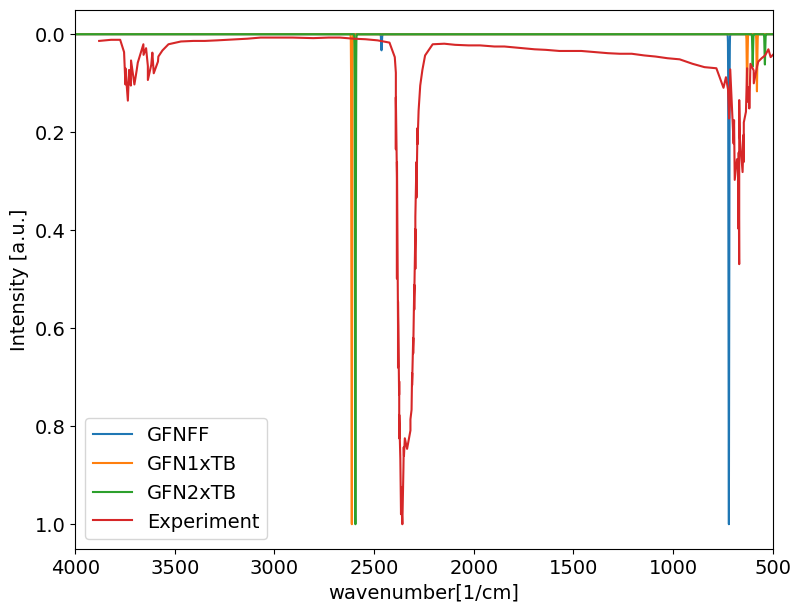 0.0
0.2
0.4
0.6
0.8
1.0
Intensity [a.u.]
GFNFF
GFN1xTB
GFN2xTB
Experiment
4000 3500 3000 2500 2000 1500 1000 500
wavenumber[1/cm]